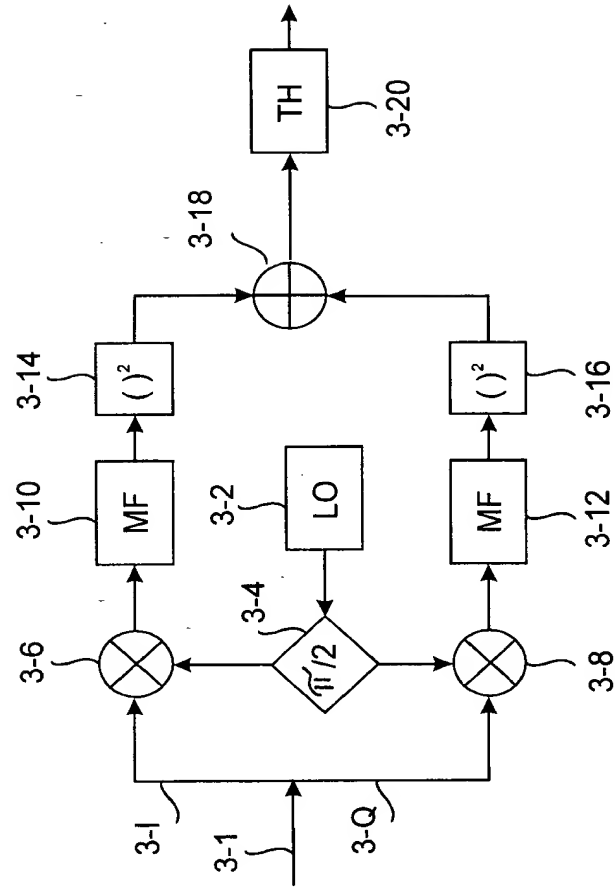 3-1
3-I
3-Q
3-6
3-8
3-4
π/2
3-2
LO
3-10
MF
3-12
MF
3-14
( )²
3-16
( )²
3-18
3-20
TH